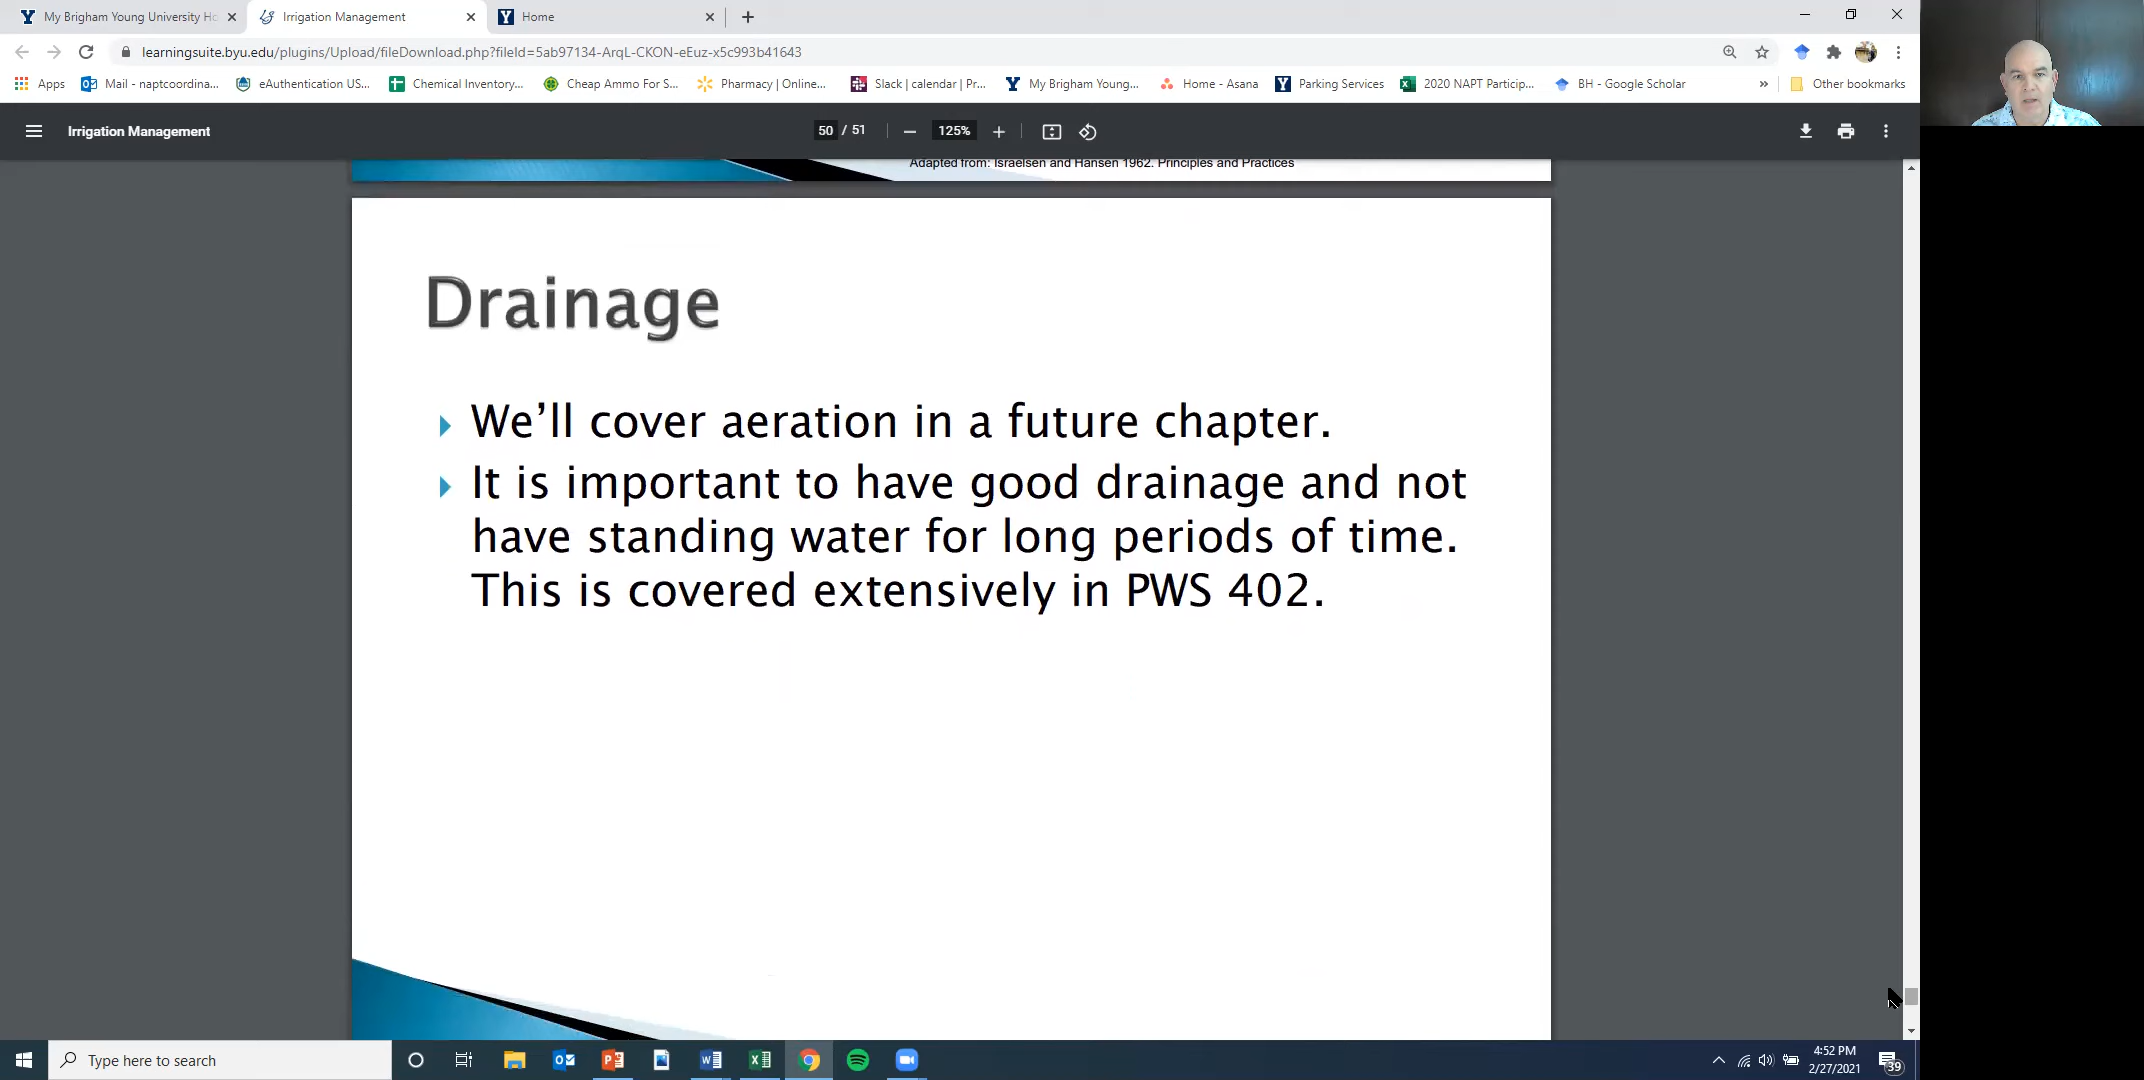 My Brigham Young University Ho
Irrigation Management
Home
learningsuite.byu.edu/plugins/Upload/fileDownload.php?fileId=5ab97134-ArqL-CKON-eEuz-x5c993b41643
Apps
Mail - naptcoordina...
eAuthentication US...
Chemical Inventory...
Cheap Ammo For S...
Pharmacy | Online...
Slack | calendar | Pr...
My Brigham Young...
Home - Asana
Parking Services
2020 NAPT Particip...
BH - Google Scholar
»
Other bookmarks
Irrigation Management
50 / 51
125%
Adapted from: Israelsen and Hansen 1962. Principles and Practices
Drainage
We’ll cover aeration in a future chapter.
It is important to have good drainage and not
have standing water for long periods of time.
This is covered extensively in PWS 402.
Type here to search
4:52 PM
2/27/2021
39